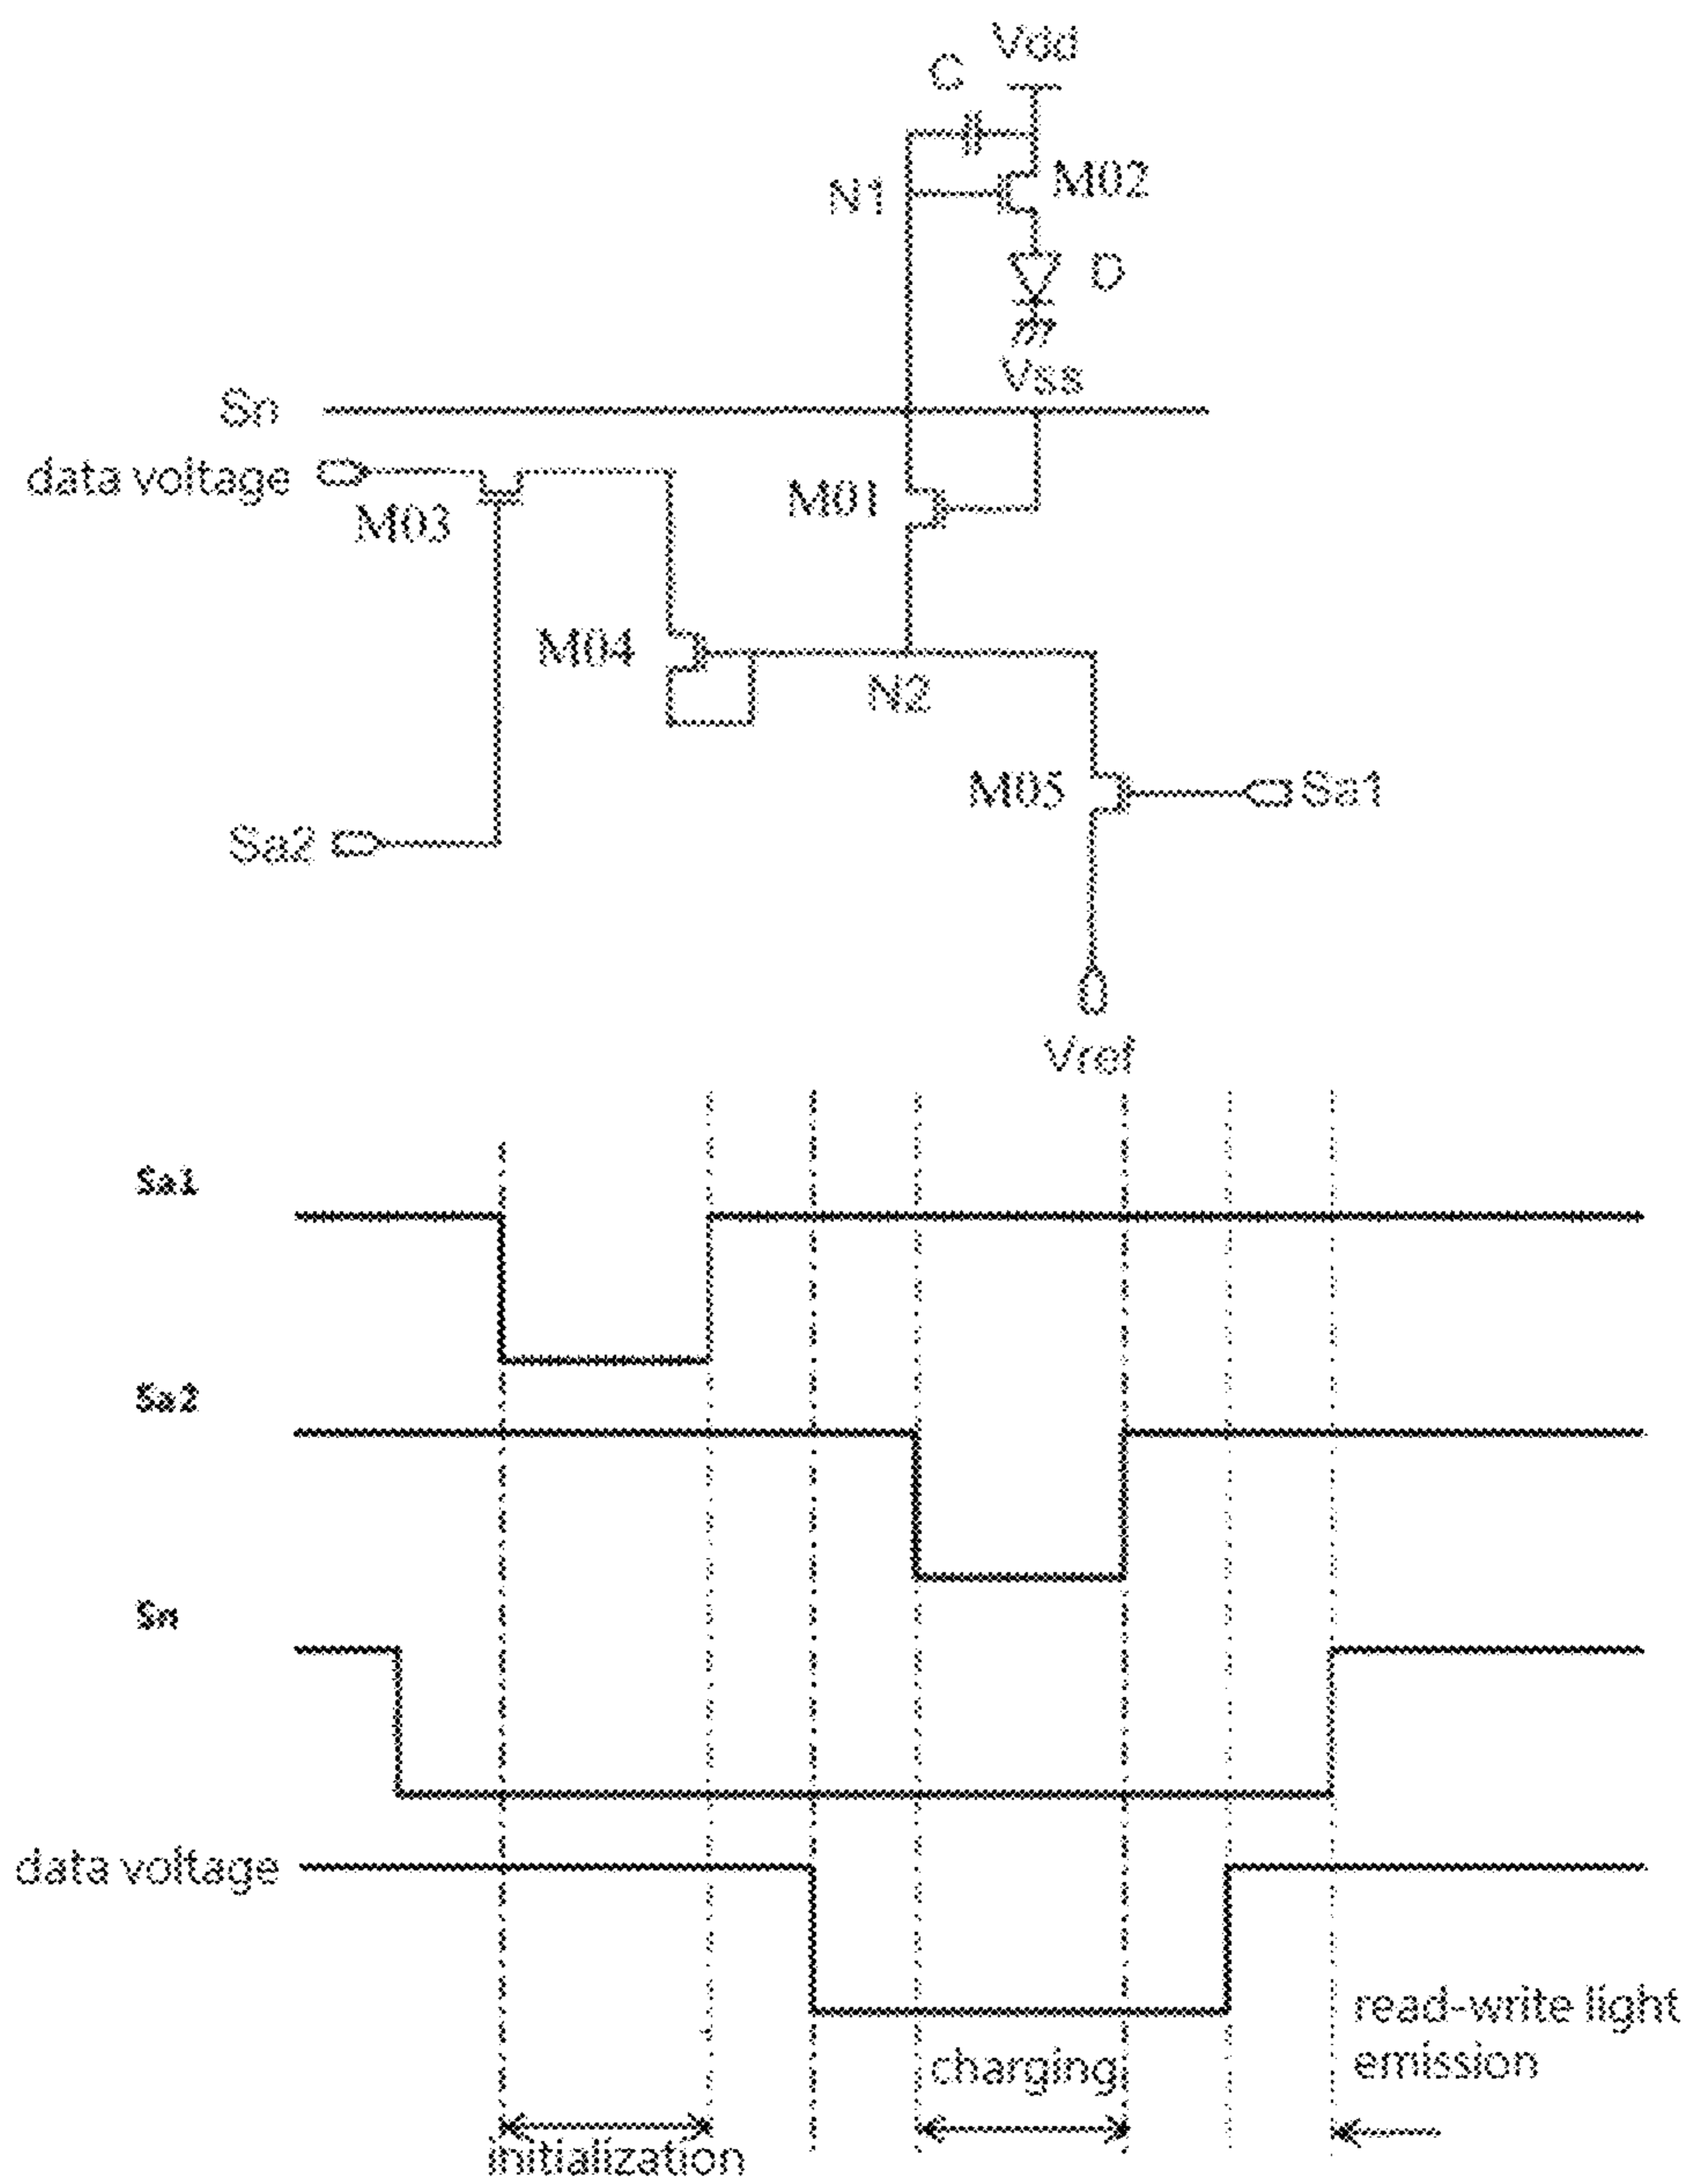 Vdd
C
M02
N1
D
Vss
Sn
data voltage
M03
M01
M04
N2
M05
Sa1
Sa2
Vref
Sa1
Sa2
Sn
data voltage
read-write light
emission
charging
initialization